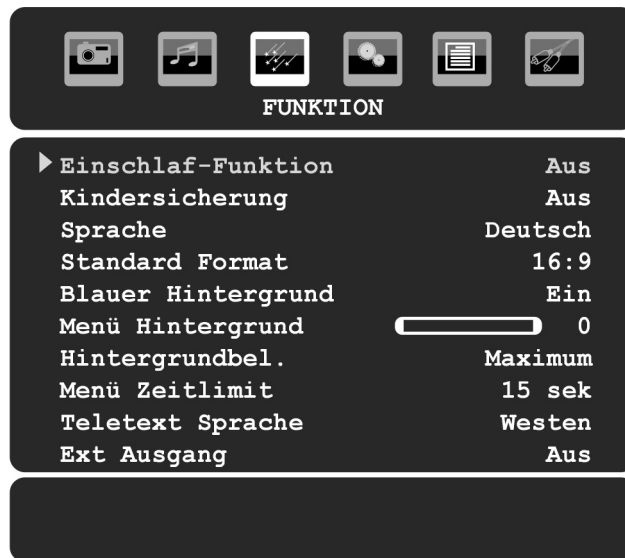 FUNKTION
Einschlaf-Funktion Aus
Kindersicherung Aus
Sprache Deutsch
Standard Format 16:9
Blauer Hintergrund Ein
Menü Hintergrund 0
Hintergrundbel. Maximum
Menü Zeitlimit 15 sek
Teletext Sprache Westen
Ext Ausgang Aus